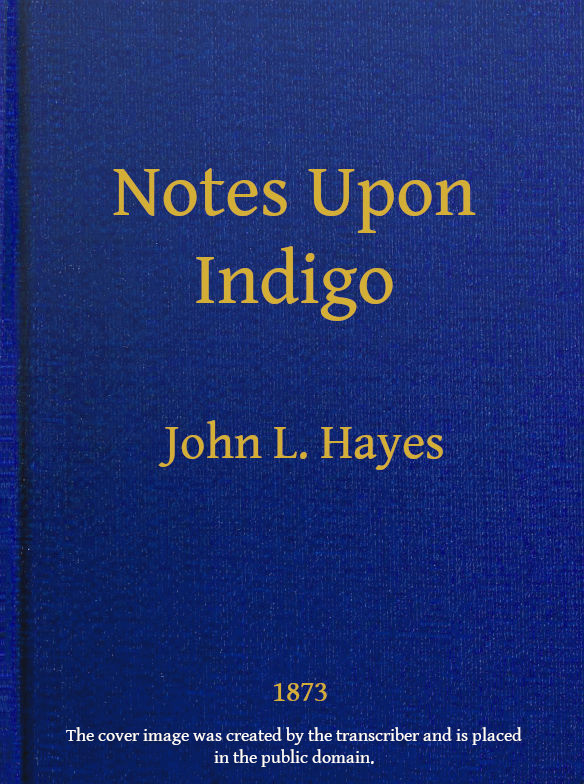 Notes Upon
Indigo
John L. Hayes
1873
The cover image was created by the transcriber and is placed
in the public domain.